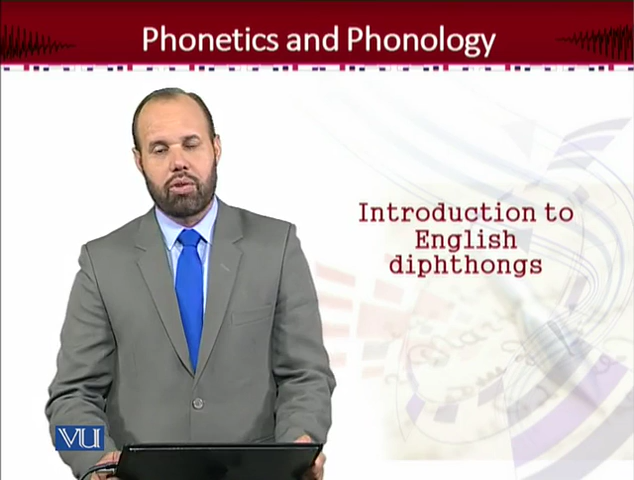 Phonetics and Phonology
Introduction to
English
diphthongs
VU